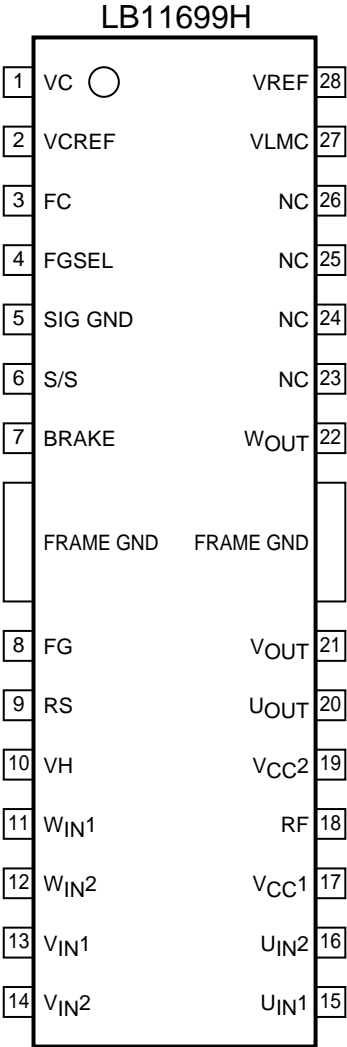 LB11699H
1 VC VREF 28
2 VCREF VLMC 27
3 FC NC 26
4 FGSEL NC 25
5 SIG GND NC 24
6 S/S NC 23
7 BRAKE WOUT 22
FRAME GND FRAME GND
8 FG VOUT 21
9 RS UOUT 20
10 VH VCC2 19
11 WIN1 RF 18
12 WIN2 VCC1 17
13 VIN1 UIN2 16
14 VIN2 UIN1 15